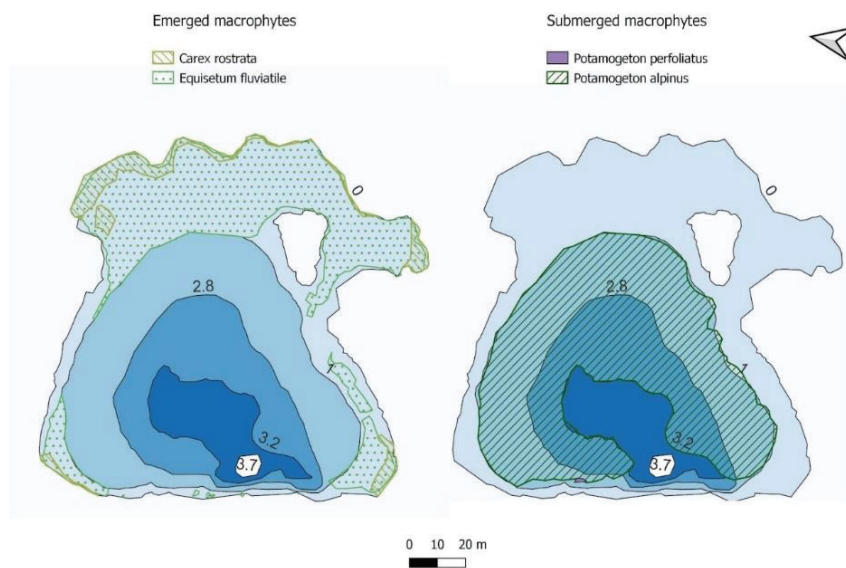 Emerged macrophytes
Carex rostrata
Equisetum fluviatile
0
2.8
1
3.2
3.7
Submerged macrophytes
Potamogeton perfoliatus
Potamogeton alpinus
0
2.8
1
3.2
3.7
0 10 20 m